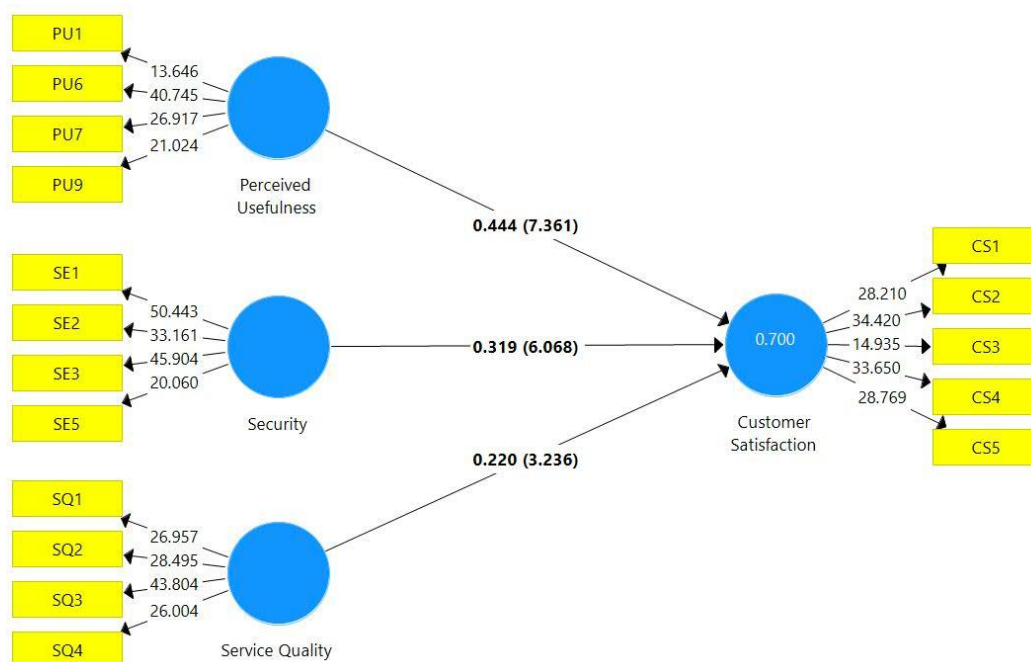 PU1
PU6
PU7
PU9
13.646
40.745
26.917
21.024
Perceived
Usefulness
0.444 (7.361)
SE1
SE2
SE3
SE5
50.443
33.161
45.904
20.060
Security
0.319 (6.068)
SQ1
SQ2
SQ3
SQ4
26.957
28.495
43.804
26.004
Service Quality
0.220 (3.236)
0.700
Customer
Satisfaction
28.210
34.420
14.935
33.650
28.769
CS1
CS2
CS3
CS4
CS5